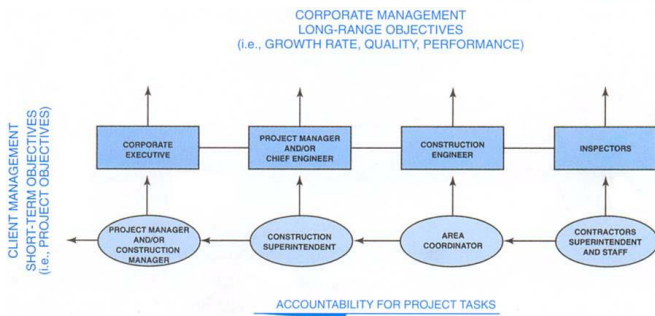 CORPORATE MANAGEMENT
LONG-RANGE OBJECTIVES
(i.e., GROWTH RATE, QUALITY, PERFORMANCE)
CLIENT MANAGEMENT
SHORT-TERM OBJECTIVES
(i.e., PROJECT OBJECTIVES)
CORPORATE
EXECUTIVE
PROJECT MANAGER
AND/OR
CHIEF ENGINEER
CONSTRUCTION
ENGINEER
INSPECTORS
PROJECT MANAGER
AND/OR
CONSTRUCTION
MANAGER
CONSTRUCTION
SUPERINTENDENT
AREA
COORDINATOR
CONTRACTORS
SUPERINTENDENT
AND STAFF
ACCOUNTABILITY FOR PROJECT TASKS